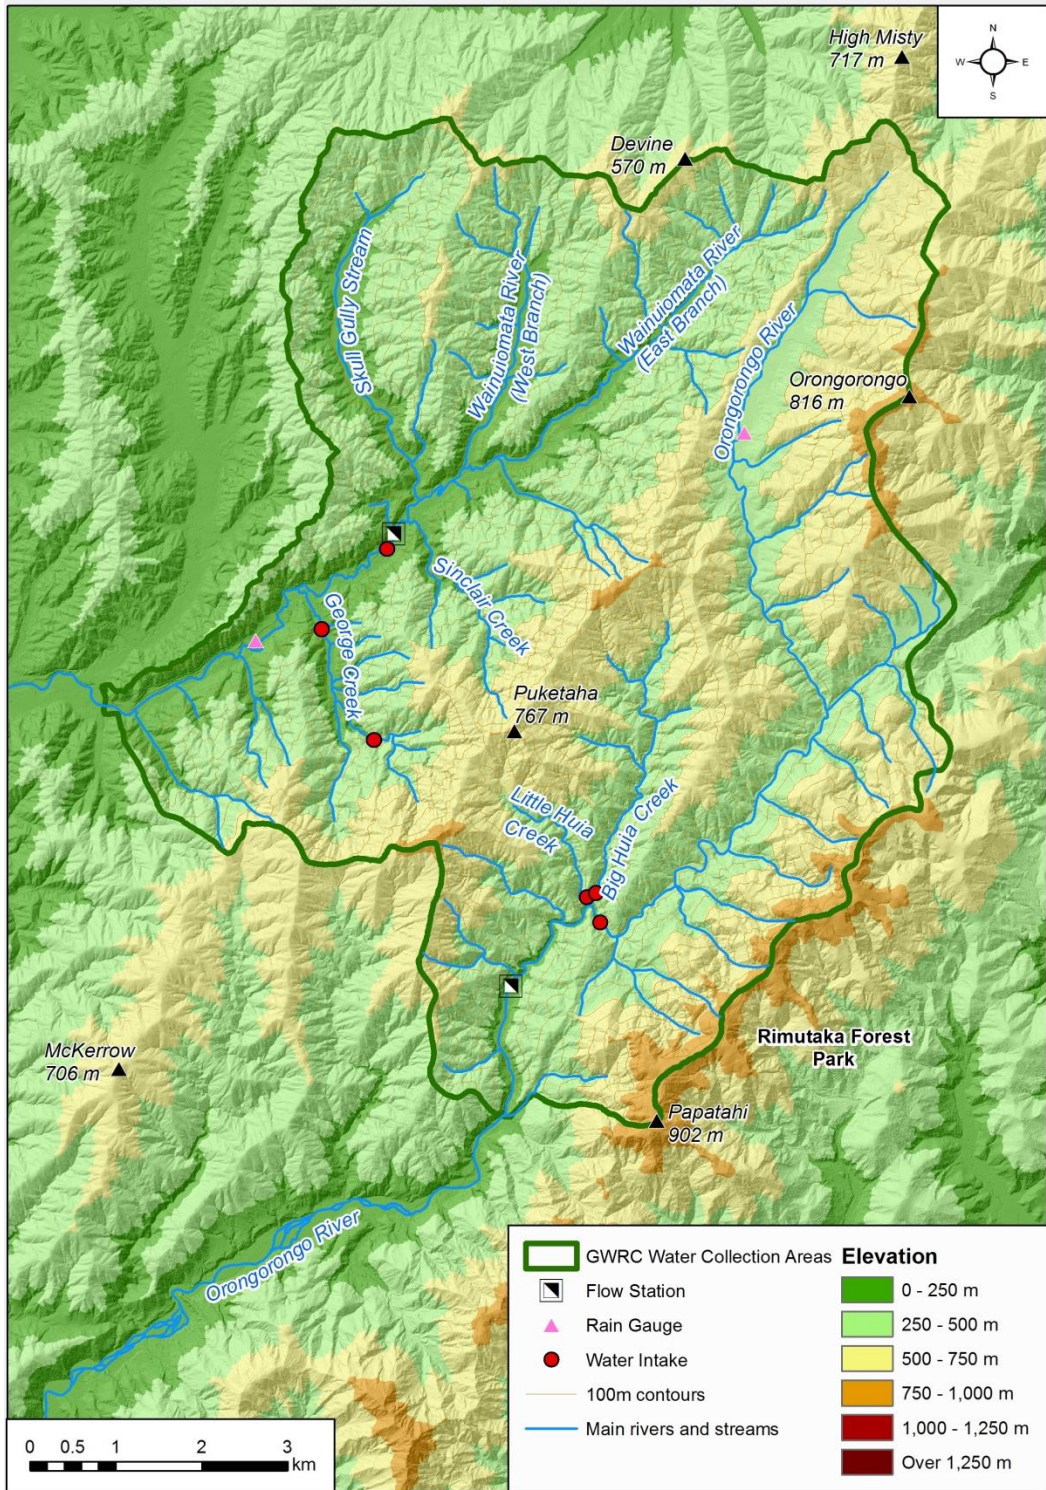 High Misty
717 m
N
W
E
S
Devine
570 m
Skull Gully Stream
Wainuiomata River
(West Branch)
Wainuiomata River
(East Branch)
Orongorongo River
Orongorongo
816 m
Sinclair Creek
George Creek
Puketaha
767 m
Little Huia
Creek
Big Huia Creek
McKerrow
706 m
Rimutaka Forest
Park
Papatahi
902 m
Orongorongo River
GWRC Water Collection Areas
Flow Station
Rain Gauge
Water Intake
100m contours
Main rivers and streams
Elevation
0 - 250 m
250 - 500 m
500 - 750 m
750 - 1,000 m
1,000 - 1,250 m
Over 1,250 m
0 0.5 1 2 3
km